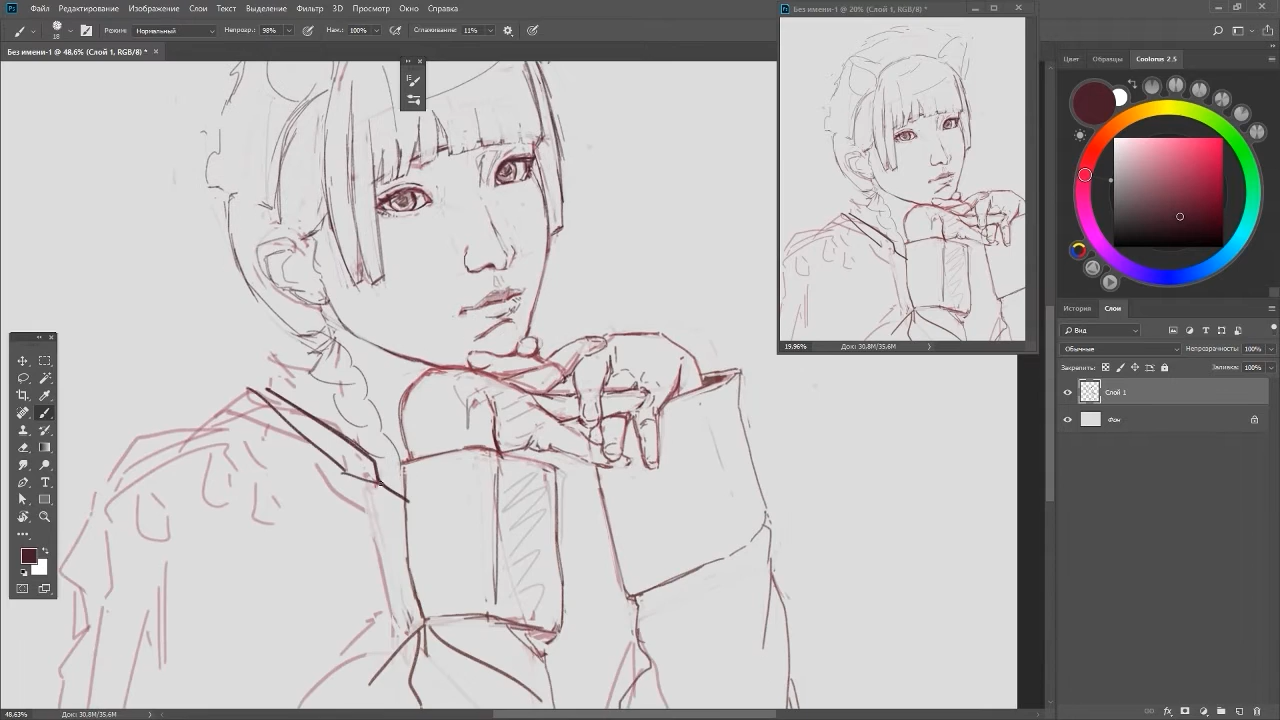 Ps Файл Редактирование Изображение Слои Текст Выделение Фильтр 3D Просмотр Окно Справка
18 Режим: Нормальный Непрозр.: 98% Наж.: 100% Сглаживание: 11%
Без имени-1 @ 48,6% (Слой 1, RGB/8) * ×
Без имени-1 @ 20% (Слой 1, RGB/8) *
19.96% Док: 30,8M/35,6M
Цвет Образцы Coolorus 2.5
История Слои
Вид
Обычные Непрозрачность: 100%
Закрепить: Заливка: 100%
Слой 1
Фон
48,63% Док: 30,8M/35,6M